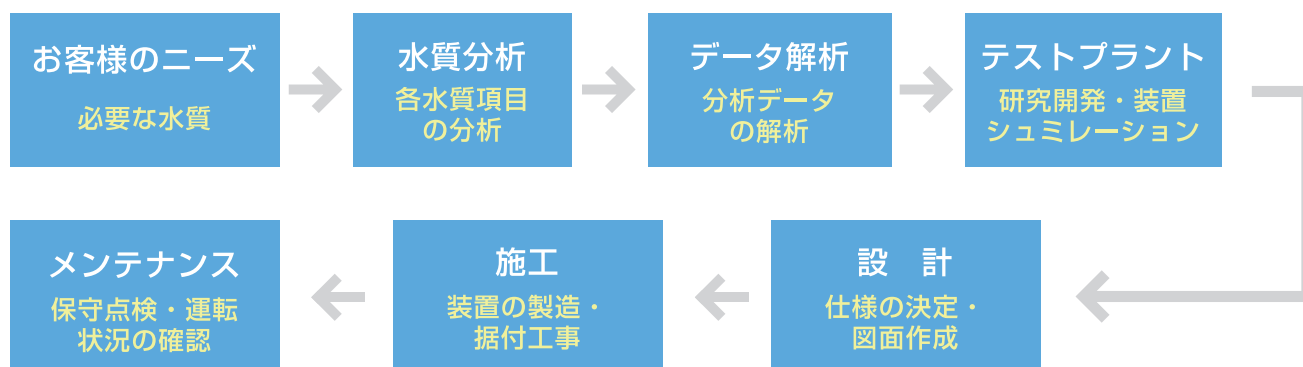 お客様のニーズ
必要な水質
水質分析
各水質項目
の分析
データ解析
分析データ
の解析
テストプラント
研究開発・装置
シュミレーション
設　計
仕様の決定・
図面作成
施工
装置の製造・
据付工事
メンテナンス
保守点検・運転
状況の確認